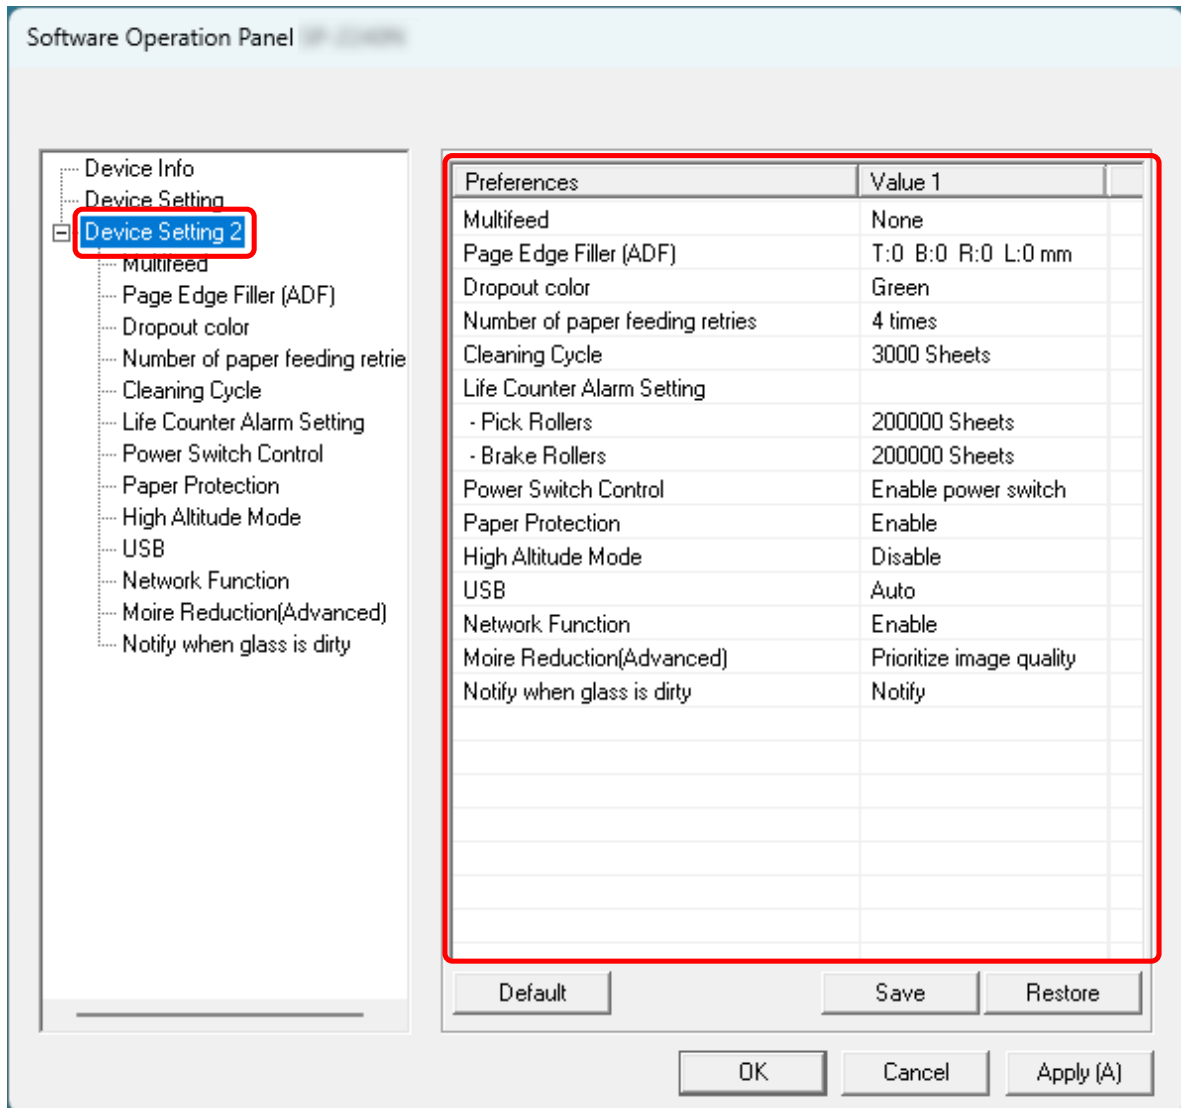 Software Operation Panel
Device Info
Device Setting
Device Setting 2
Multifeed
Page Edge Filler (ADF)
Dropout color
Number of paper feeding retrie
Cleaning Cycle
Life Counter Alarm Setting
Power Switch Control
Paper Protection
High Altitude Mode
USB
Network Function
Moire Reduction(Advanced)
Notify when glass is dirty
Preferences Value 1
Multifeed None
Page Edge Filler (ADF) T:0 B:0 R:0 L:0 mm
Dropout color Green
Number of paper feeding retries 4 times
Cleaning Cycle 3000 Sheets
Life Counter Alarm Setting
- Pick Rollers 200000 Sheets
- Brake Rollers 200000 Sheets
Power Switch Control Enable power switch
Paper Protection Enable
High Altitude Mode Disable
USB Auto
Network Function Enable
Moire Reduction(Advanced) Prioritize image quality
Notify when glass is dirty Notify
Default Save Restore
OK Cancel Apply (A)